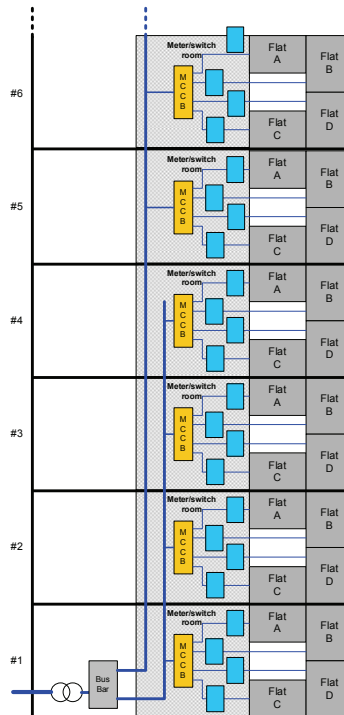 Meter/switch
room
#6
M
C
C
B
Flat
A
Flat
B
Flat
C
Flat
D
Meter/switch
room
#5
M
C
C
B
Flat
A
Flat
B
Flat
C
Flat
D
Meter/switch
room
#4
M
C
C
B
Flat
A
Flat
B
Flat
C
Flat
D
Meter/switch
room
#3
M
C
C
B
Flat
A
Flat
B
Flat
C
Flat
D
Meter/switch
room
#2
M
C
C
B
Flat
A
Flat
B
Flat
C
Flat
D
Meter/switch
room
#1
M
C
C
B
Flat
A
Flat
B
Flat
C
Flat
D
Bus
Bar